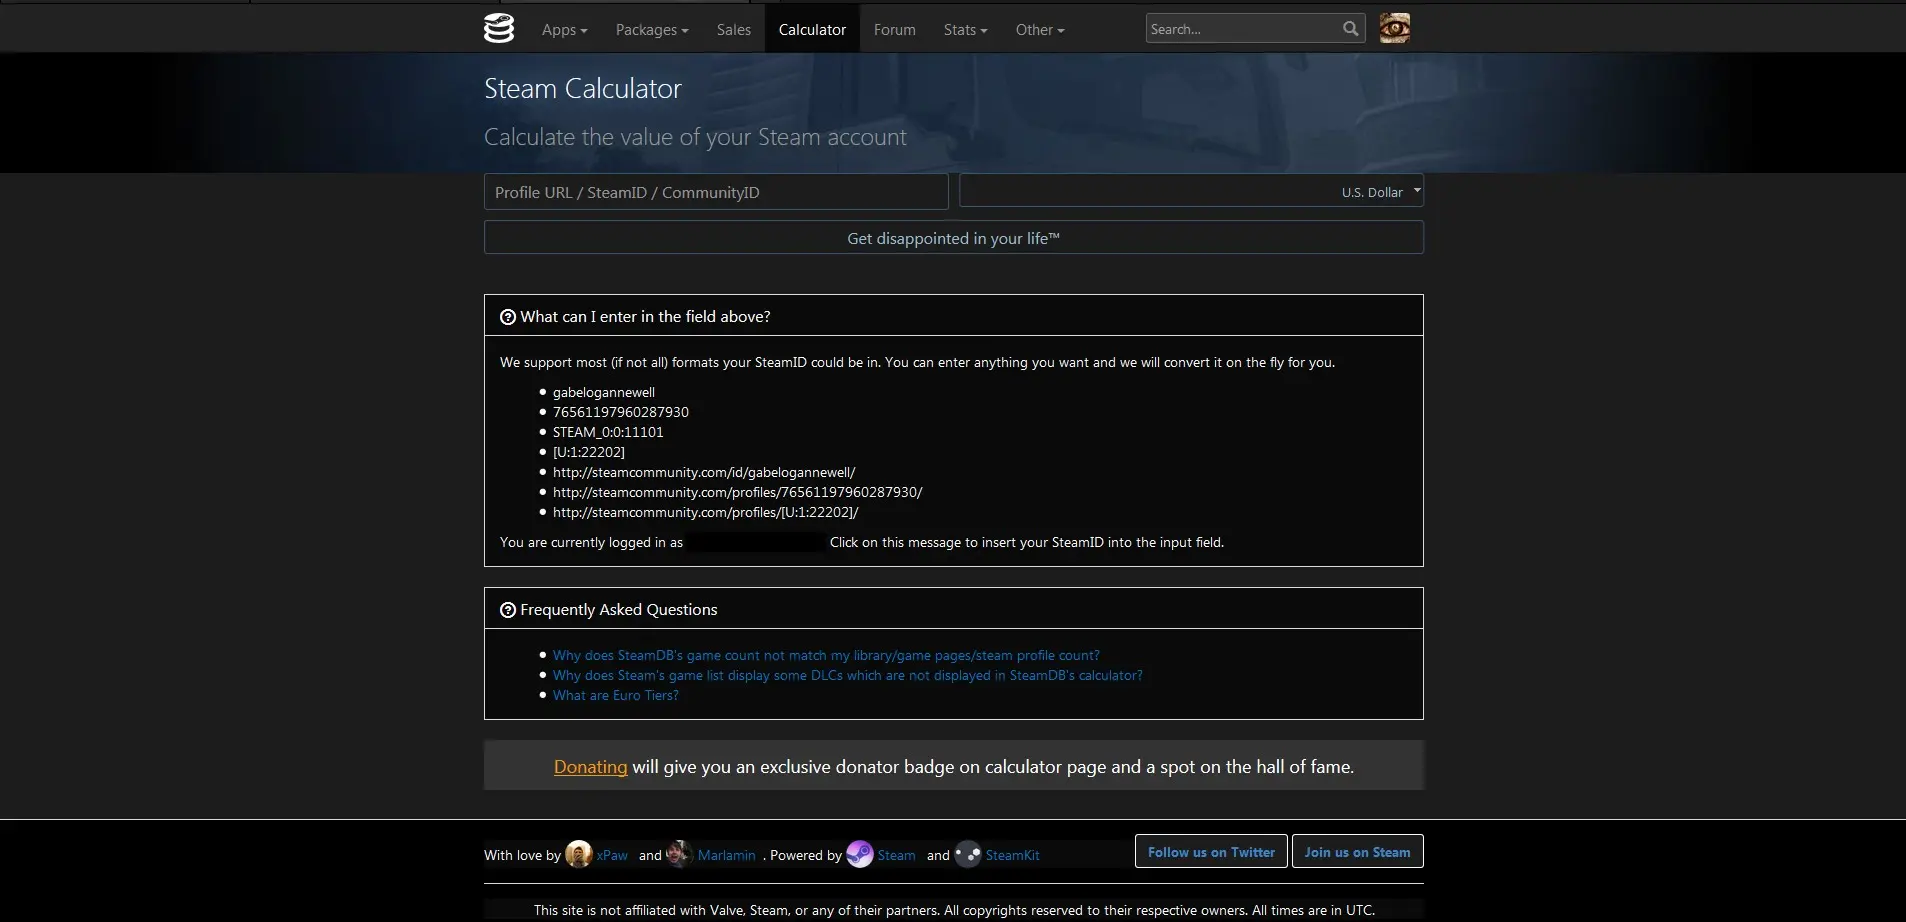 Apps Packages Sales Calculator Forum Stats Other Search...
Steam Calculator
Calculate the value of your Steam account
Profile URL / SteamID / CommunityID U.S. Dollar
Get disappointed in your life™
What can I enter in the field above?
We support most (if not all) formats your SteamID could be in. You can enter anything you want and we will convert it on the fly for you.
gabelogannewell
76561197960287930
STEAM_0:0:11101
[U:1:22202]
http://steamcommunity.com/id/gabelogannewell/
http://steamcommunity.com/profiles/76561197960287930/
http://steamcommunity.com/profiles/[U:1:22202]/
You are currently logged in as Click on this message to insert your SteamID into the input field.
Frequently Asked Questions
Why does SteamDB's game count not match my library/game pages/steam profile count?
Why does Steam's game list display some DLCs which are not displayed in SteamDB's calculator?
What are Euro Tiers?
Donating will give you an exclusive donator badge on calculator page and a spot on the hall of fame.
With love by xPaw and Marlamin . Powered by Steam and SteamKit Follow us on Twitter Join us on Steam
This site is not affiliated with Valve, Steam, or any of their partners. All copyrights reserved to their respective owners. All times are in UTC.